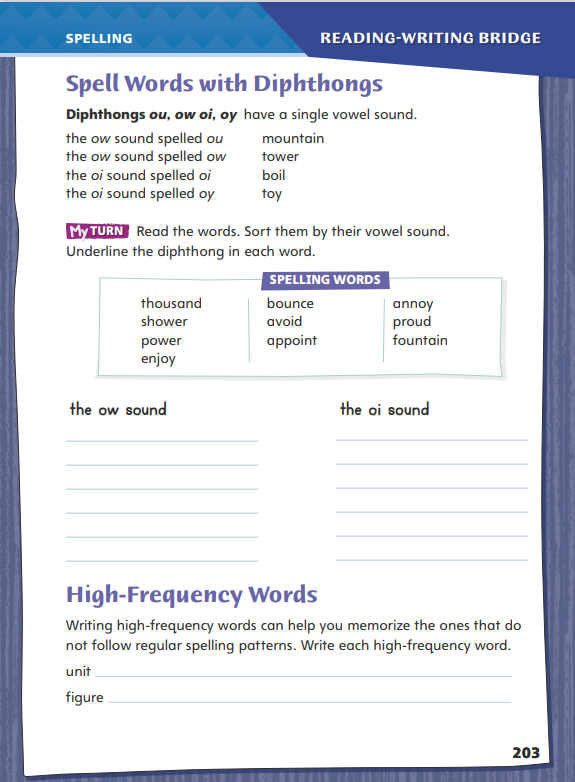 SPELLING
READING-WRITING BRIDGE
Spell Words with Diphthongs
Diphthongs ou, ow oi, oy have a single vowel sound.
the ow sound spelled ou mountain
the ow sound spelled ow tower
the oi sound spelled oi boil
the oi sound spelled oy toy
My TURN Read the words. Sort them by their vowel sound.
Underline the diphthong in each word.
SPELLING WORDS
thousand bounce annoy
shower avoid proud
power appoint fountain
enjoy
the ow sound the oi sound
High-Frequency Words
Writing high-frequency words can help you memorize the ones that do
not follow regular spelling patterns. Write each high-frequency word.
unit
figure
203